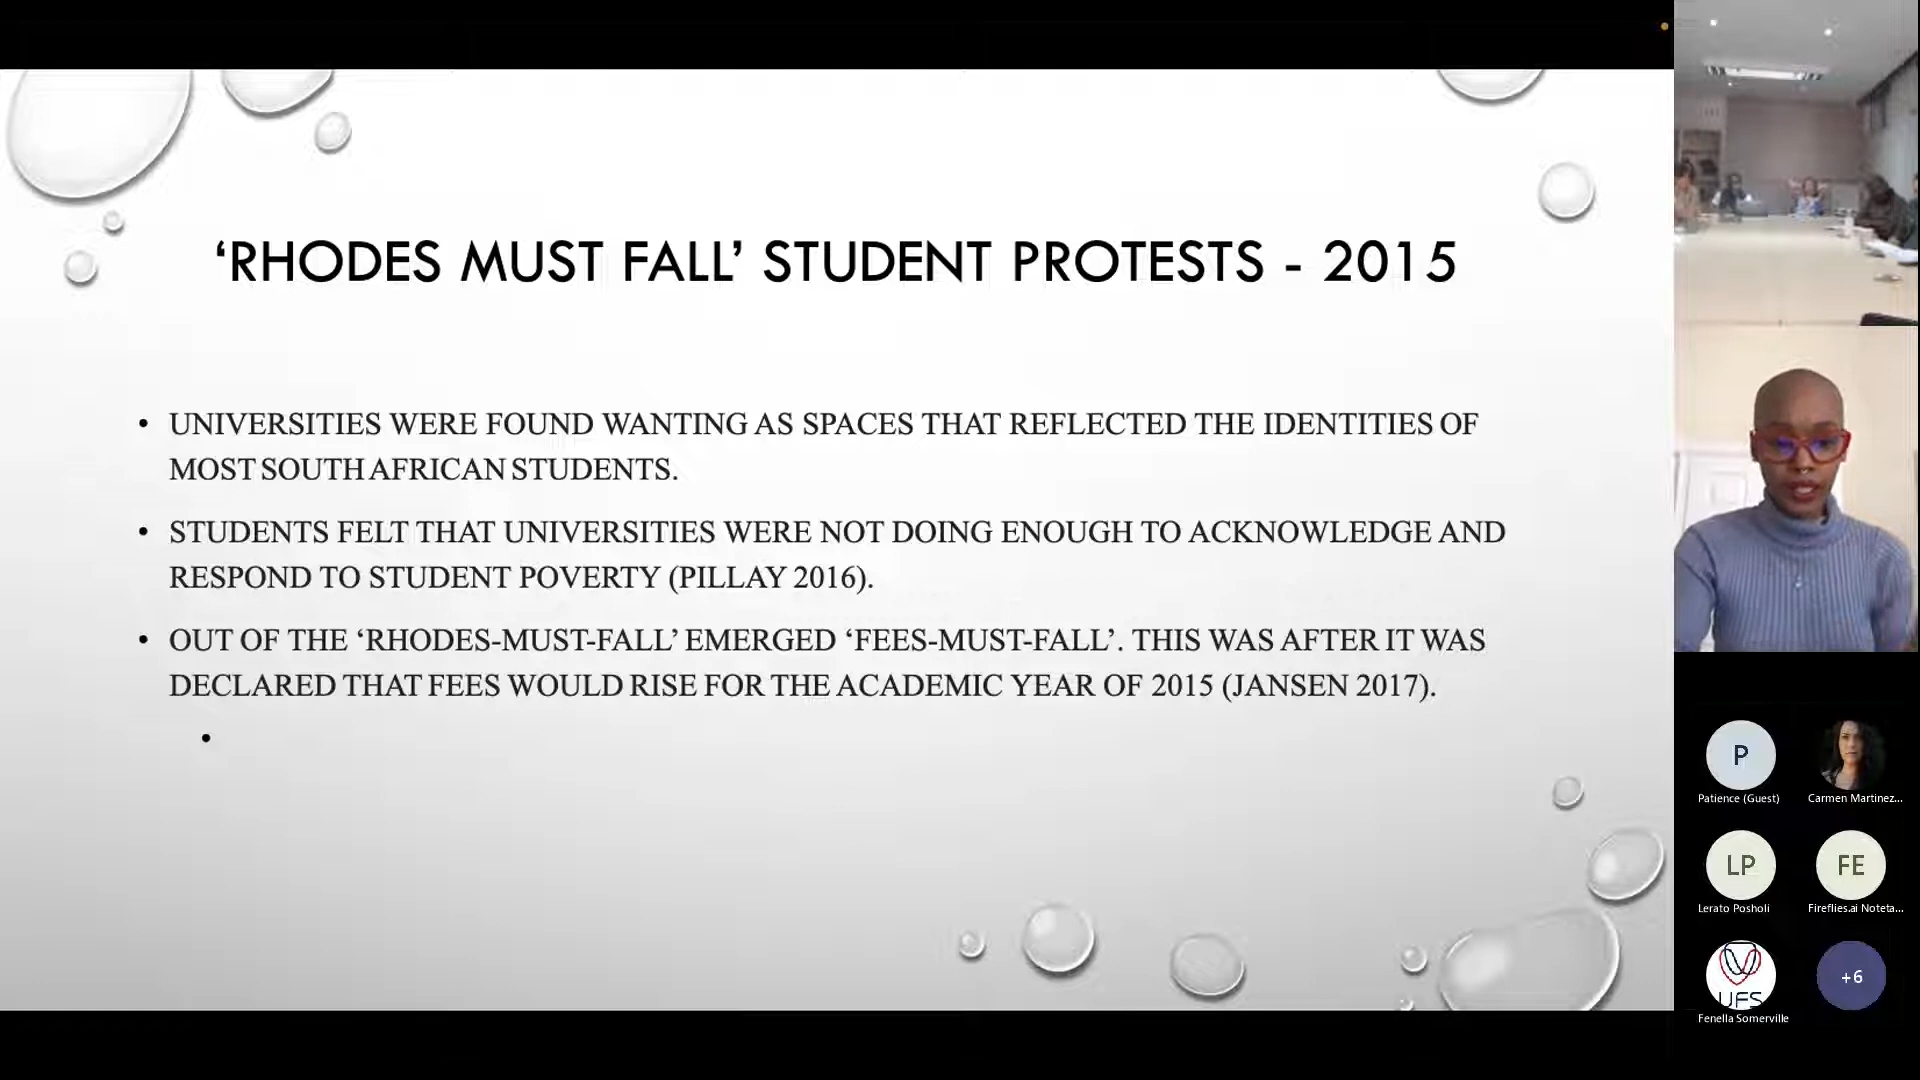 ‘RHODES MUST FALL’ STUDENT PROTESTS - 2015
• UNIVERSITIES WERE FOUND WANTING AS SPACES THAT REFLECTED THE IDENTITIES OF
MOST SOUTH AFRICAN STUDENTS.
• STUDENTS FELT THAT UNIVERSITIES WERE NOT DOING ENOUGH TO ACKNOWLEDGE AND
RESPOND TO STUDENT POVERTY (PILLAY 2016).
• OUT OF THE ‘RHODES-MUST-FALL’ EMERGED ‘FEES-MUST-FALL’. THIS WAS AFTER IT WAS
DECLARED THAT FEES WOULD RISE FOR THE ACADEMIC YEAR OF 2015 (JANSEN 2017).
•
P
Patience (Guest)
Carmen Martinez...
LP
Lerato Posholi
FE
Fireflies.ai Noteta...
UFS
Fenella Somerville
+6